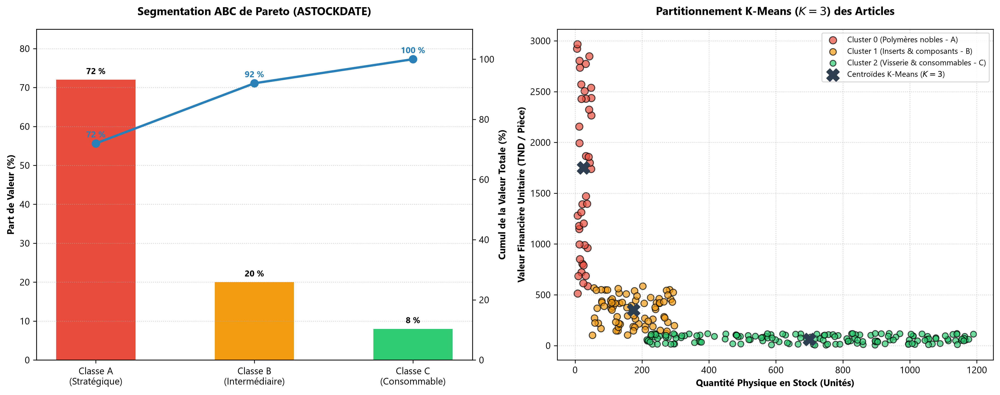 Segmentation ABC de Pareto (ASTOCKDATE)
Part de Valeur (%)
80
70
60
50
40
30
20
10
0
72 %
20 %
8 %
72 %
92 %
100 %
Classe A
(Stratégique)
Classe B
(Intermédiaire)
Classe C
(Consommable)
100
80
60
40
20
0
Cumul de la Valeur Totale (%)
Partitionnement K-Means (K = 3) des Articles
Valeur Financière Unitaire (TND / Pièce)
3000
2500
2000
1500
1000
500
0
Cluster 0 (Polymères nobles - A)
Cluster 1 (Inserts & composants - B)
Cluster 2 (Visserie & consommables - C)
Centroïdes K-Means (K = 3)
0
200
400
600
800
1000
1200
Quantité Physique en Stock (Unités)